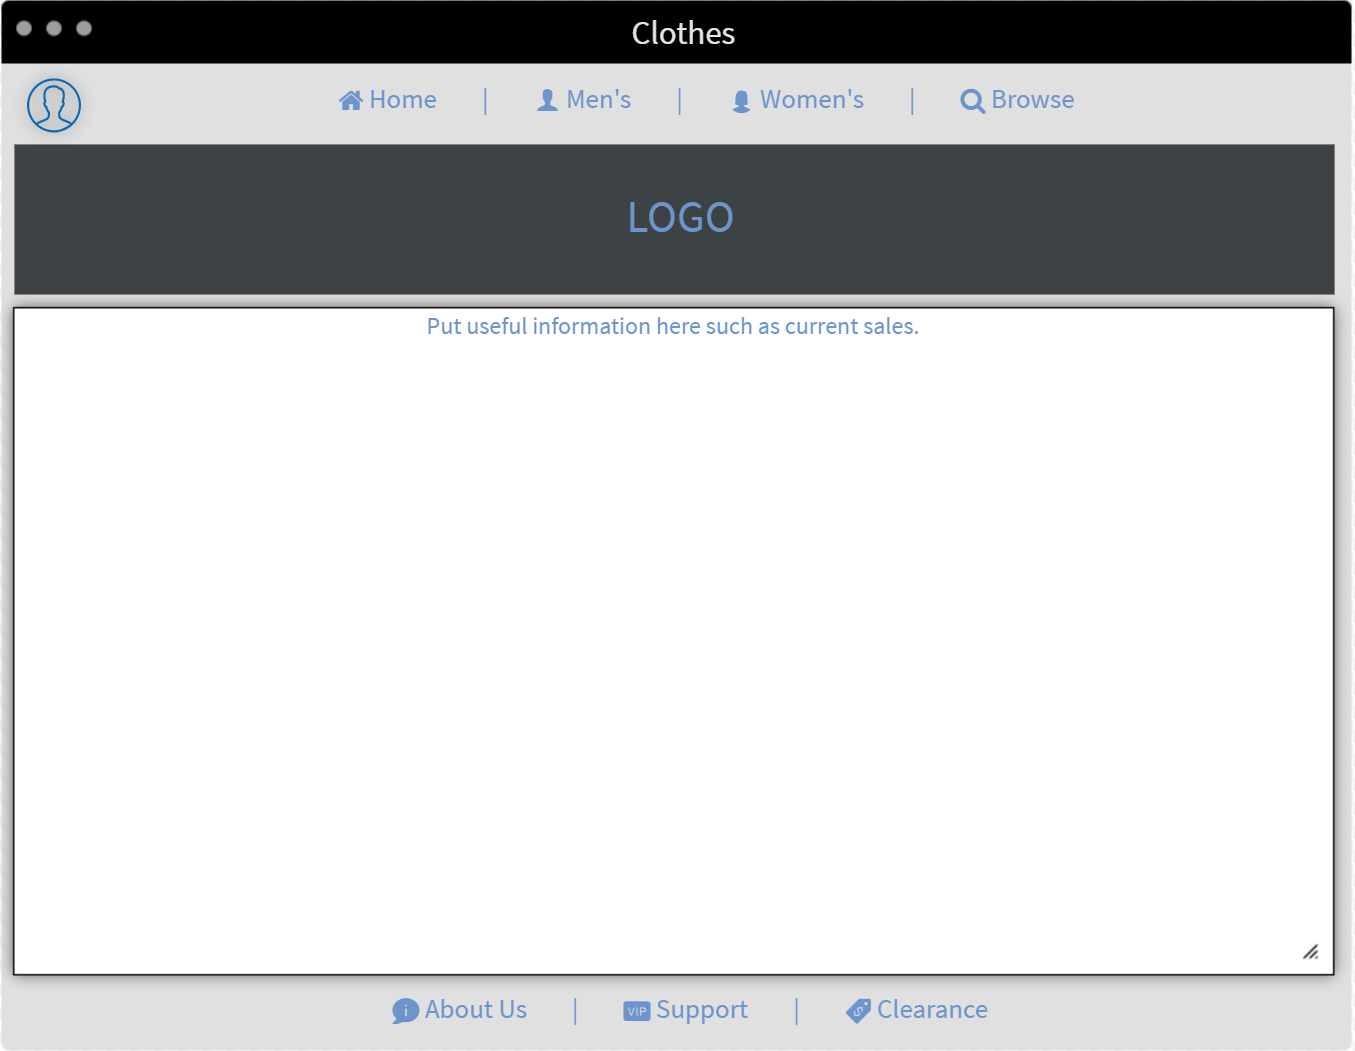 Clothes
Home | Men's | Women's | Browse
LOGO
Put useful information here such as current sales.
About Us | VIP Support | Clearance